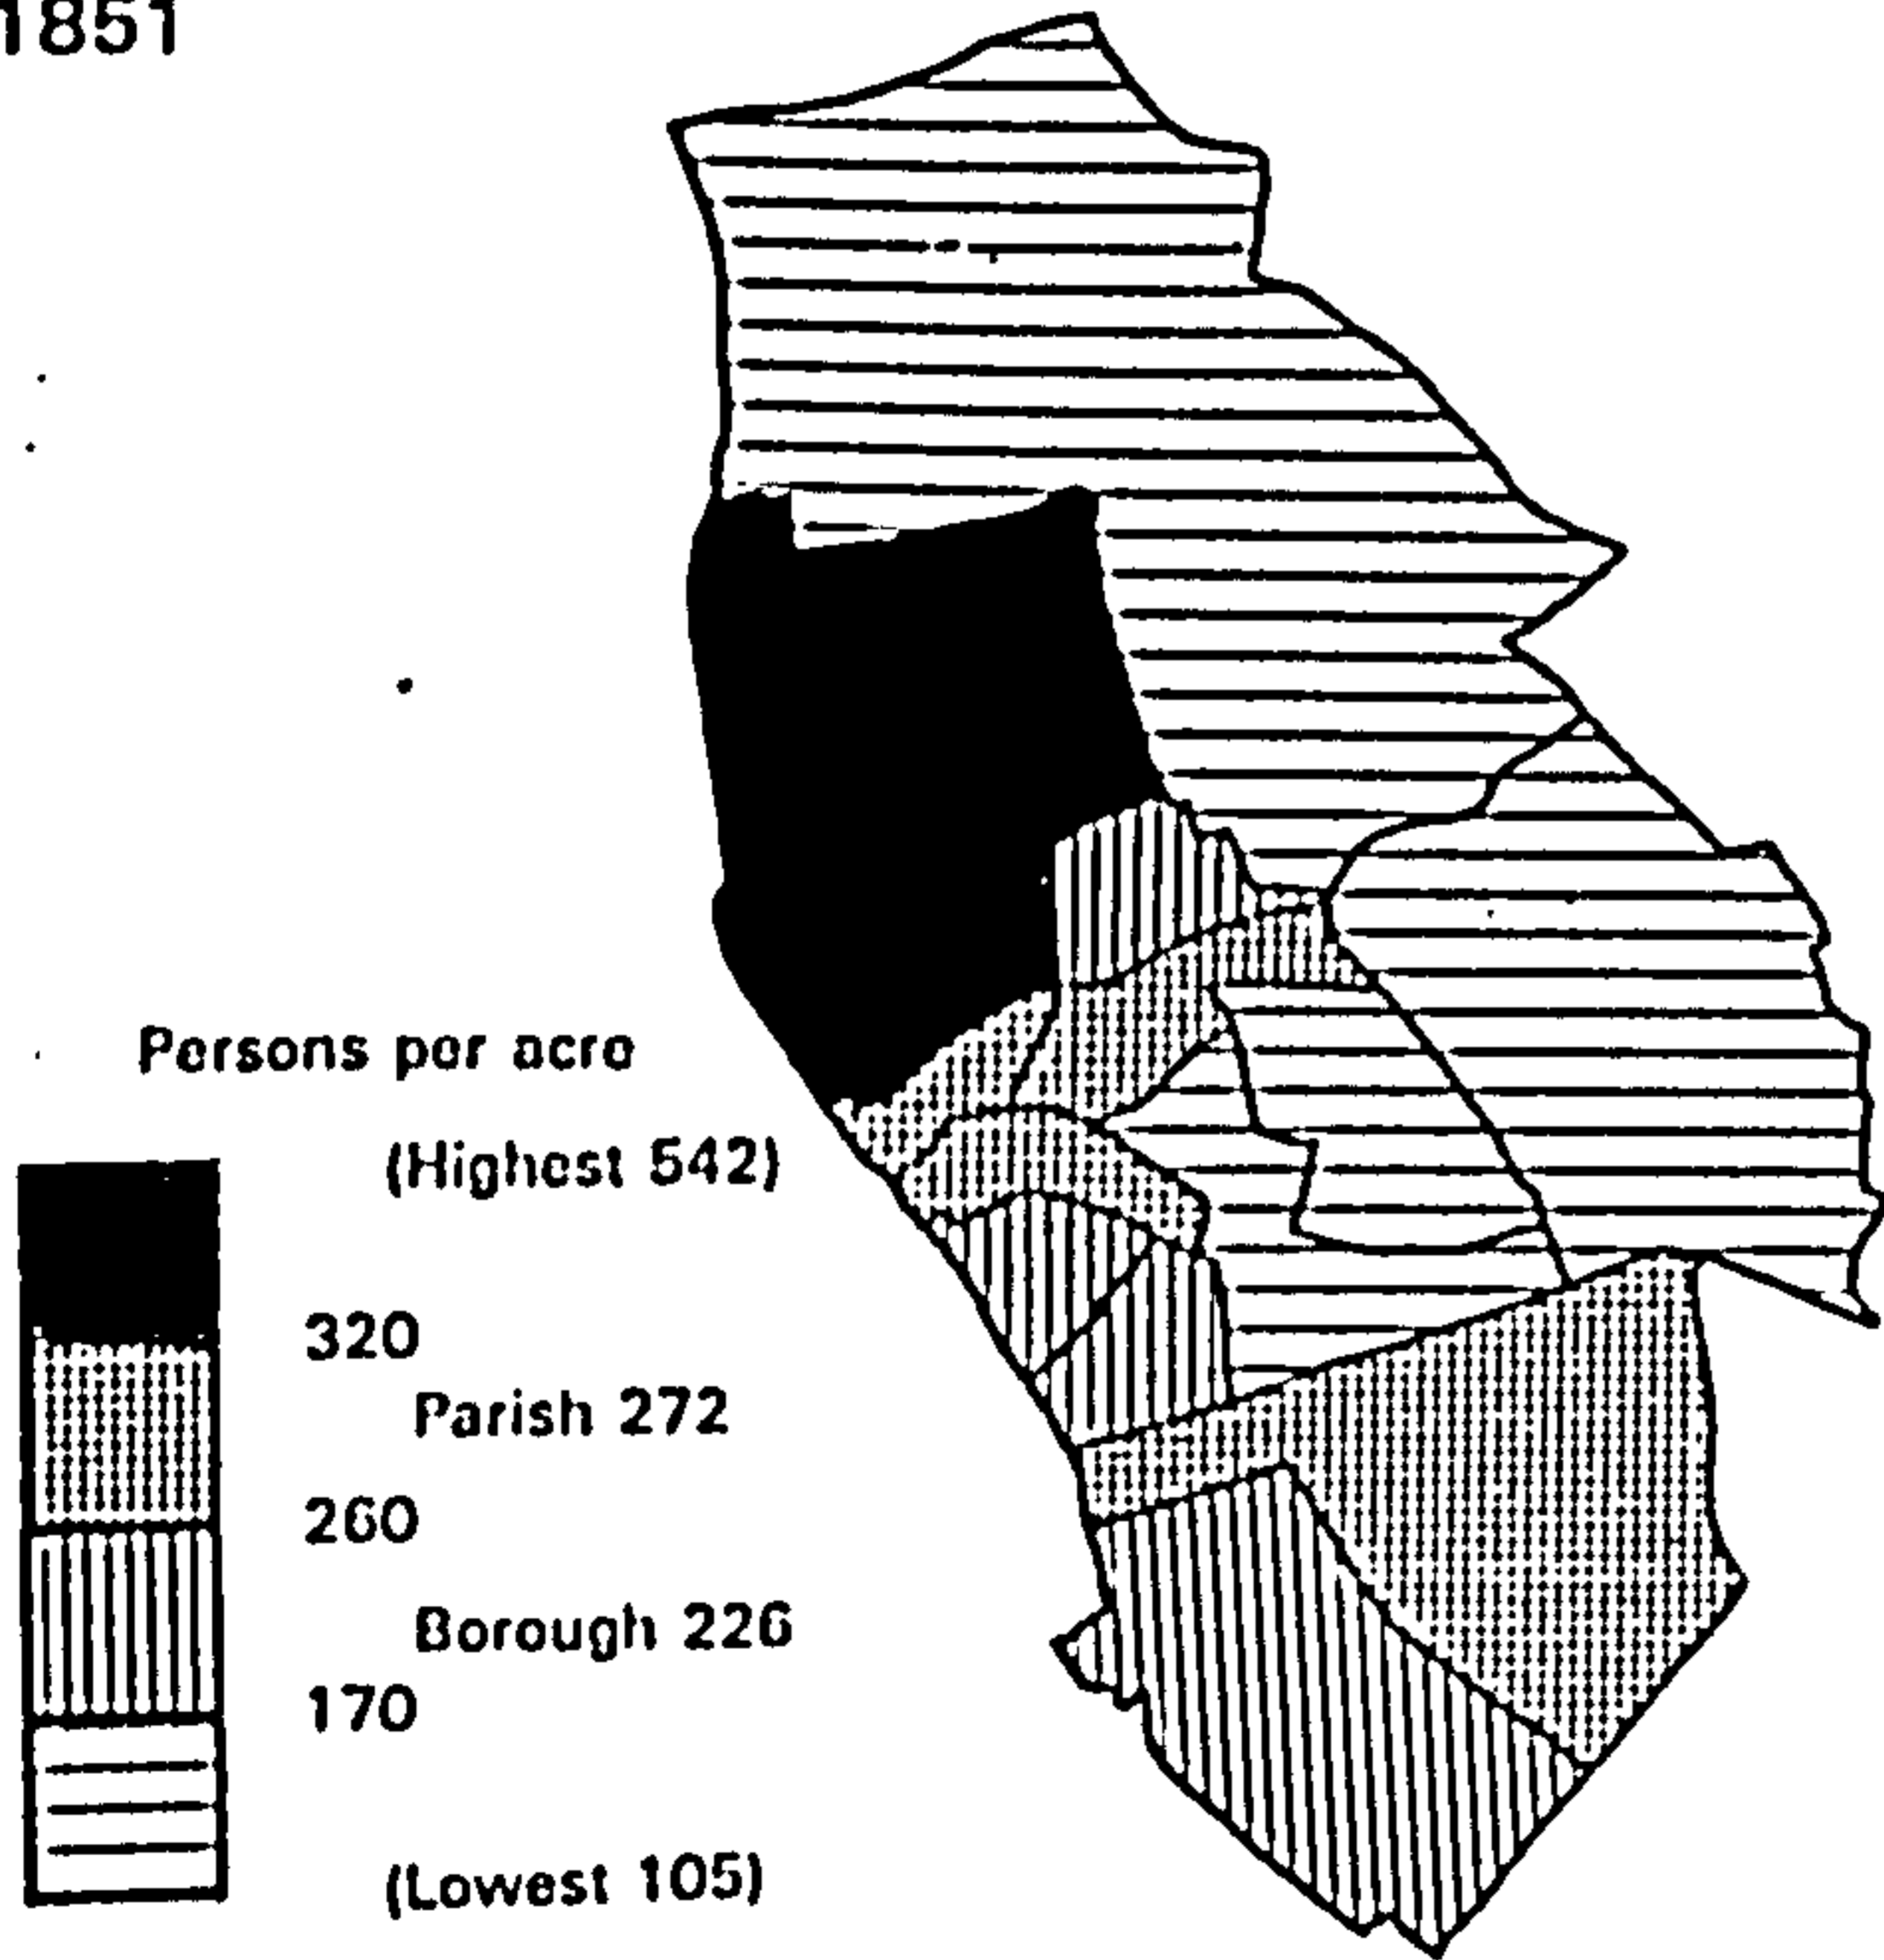 1851
Persons per acre
(Highest 542)
320
Parish 272
260
Borough 226
170
(Lowest 105)